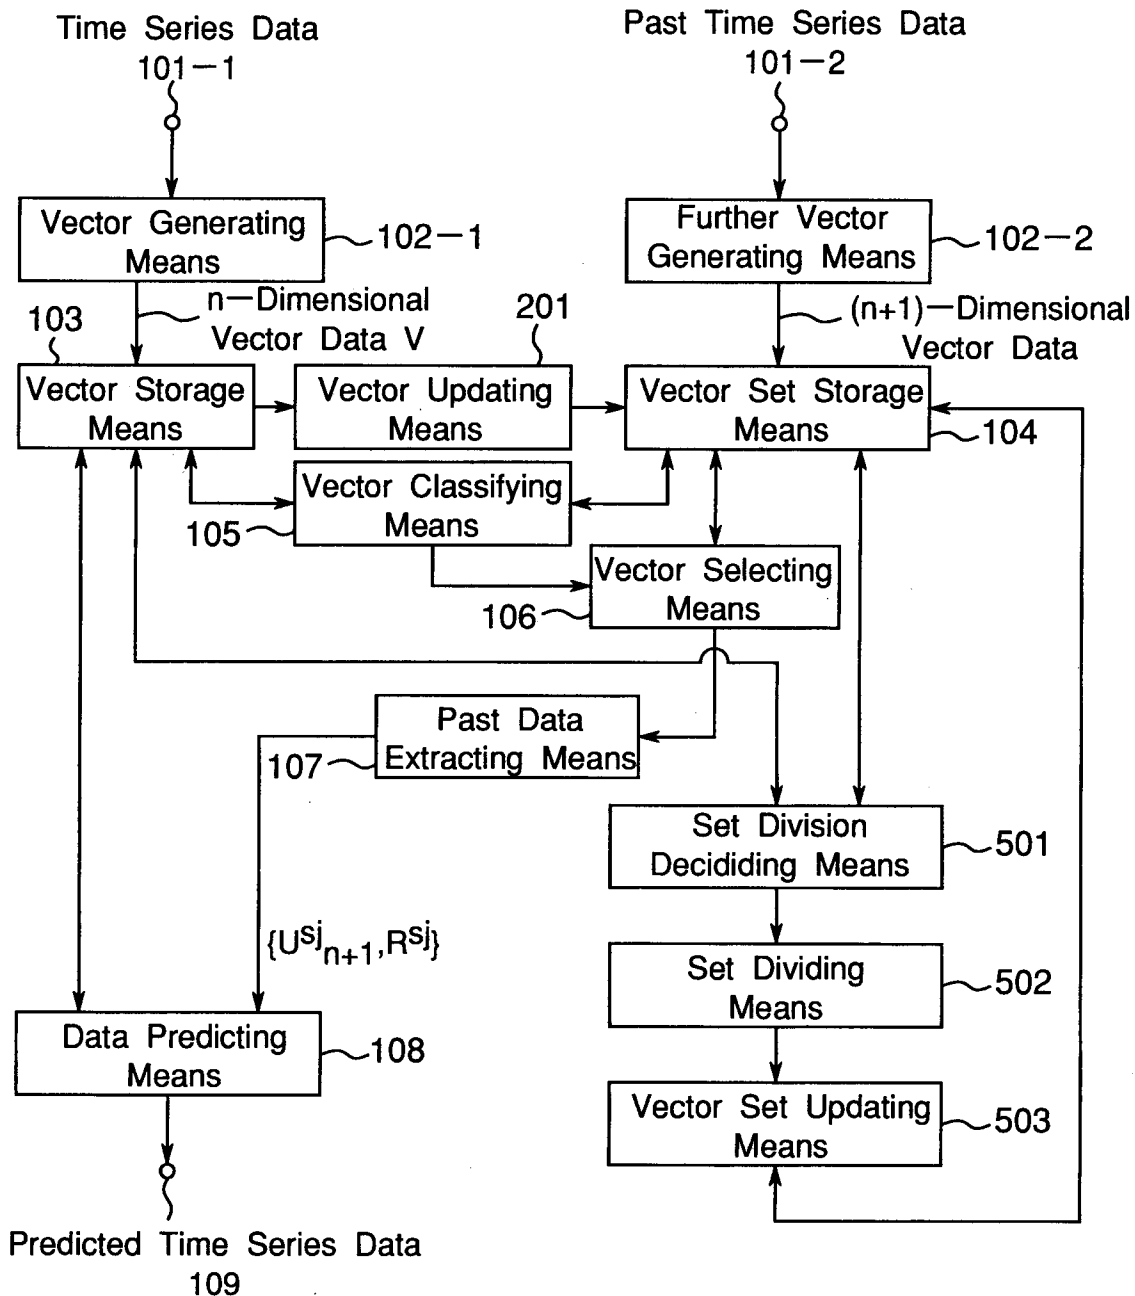 Time Series Data
101-1
Past Time Series Data
101-2
Vector Generating
Means
102-1
Further Vector
Generating Means
102-2
n-Dimensional
Vector Data V
(n+1)-Dimensional
Vector Data
103
Vector Storage
Means
201
Vector Updating
Means
Vector Set Storage
Means
104
Vector Classifying
Means
105
Vector Selecting
Means
106
Past Data
Extracting Means
107
Set Division
Decididing Means
501
{U^sj_n+1,R^sj}
Set Dividing
Means
502
Data Predicting
Means
108
Vector Set Updating
Means
503
Predicted Time Series Data
109